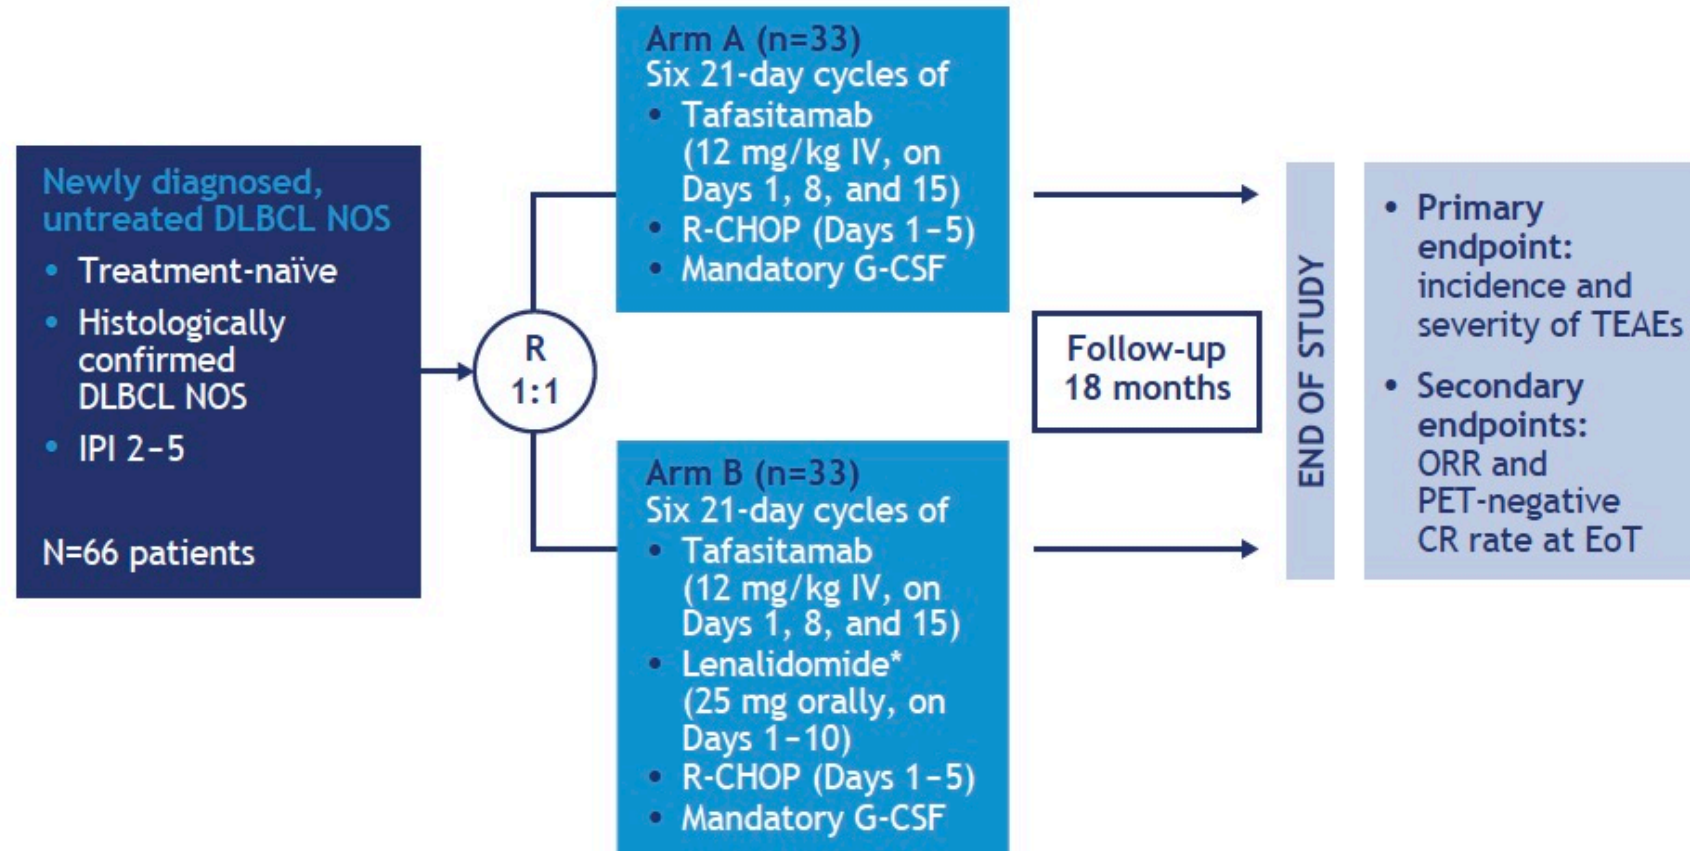 Newly diagnosed,
untreated DLBCL NOS
• Treatment-naïve
• Histologically
confirmed
DLBCL NOS
• IPI 2–5
N=66 patients
R
1:1
Arm A (n=33)
Six 21-day cycles of
• Tafasitamab
(12 mg/kg IV, on
Days 1, 8, and 15)
• R-CHOP (Days 1–5)
• Mandatory G-CSF
Arm B (n=33)
Six 21-day cycles of
• Tafasitamab
(12 mg/kg IV, on
Days 1, 8, and 15)
• Lenalidomide*
(25 mg orally, on
Days 1–10)
• R-CHOP (Days 1–5)
• Mandatory G-CSF
Follow-up
18 months
END OF STUDY
• Primary
endpoint:
incidence and
severity of TEAEs
• Secondary
endpoints:
ORR and
PET-negative
CR rate at EoT